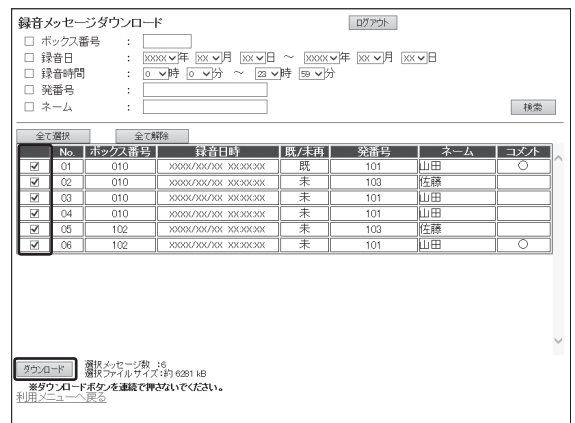 録音メッセージダウンロード ログアウト
ボックス番号 :
録音日 : xxxx年 xx月 xx日 ～ xxxx年 xx月 xx日
録音時間 : 0時 0分 ～ 23時 59分
発番号 :
ネーム : 検索
全て選択 全て解除
No. ボックス番号 録音日時 既/未再 発番号 ネーム コメント
01 010 xxxx/xx/xx xx:xx:xx 既 101 山田 ○
02 010 xxxx/xx/xx xx:xx:xx 未 103 佐藤
03 010 xxxx/xx/xx xx:xx:xx 未 101 山田
04 010 xxxx/xx/xx xx:xx:xx 未 101 山田
05 102 xxxx/xx/xx xx:xx:xx 未 103 佐藤
06 102 xxxx/xx/xx xx:xx:xx 未 101 山田 ○
ダウンロード 選択メッセージ数 :6
選択ファイルサイズ:約 6281 kB
※ダウンロードボタンを連続で押さないでください。
利用メニューへ戻る